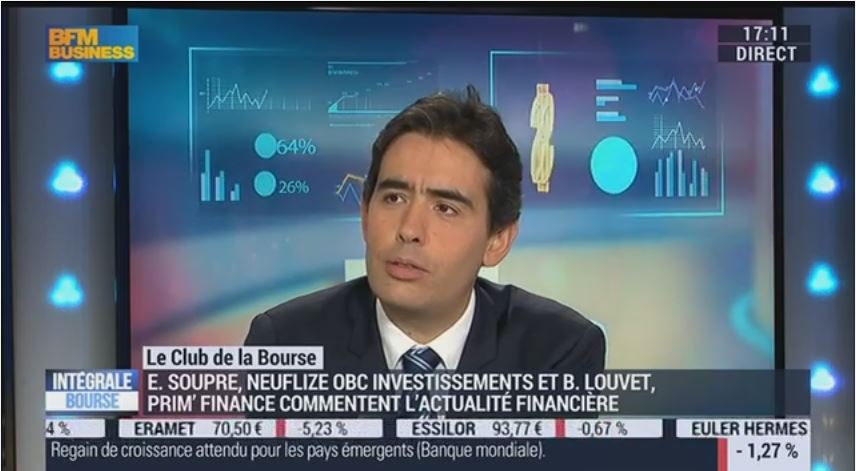 BFM
BUSINESS
17:11
DIRECT
64%
26%
Le Club de la Bourse
INTÉGRALE
BOURSE
E. SOUPRE, NEUFLIZE OBC INVESTISSEMENTS ET B. LOUVET,
PRIM' FINANCE COMMENTENT L'ACTUALITÉ FINANCIÈRE
4 % ERAMET 70,50 € -5,23 % ESSILOR 93,77 € -0,67 % EULER HERMES
Regain de croissance attendu pour les pays émergents (Banque mondiale). - 1,27 %